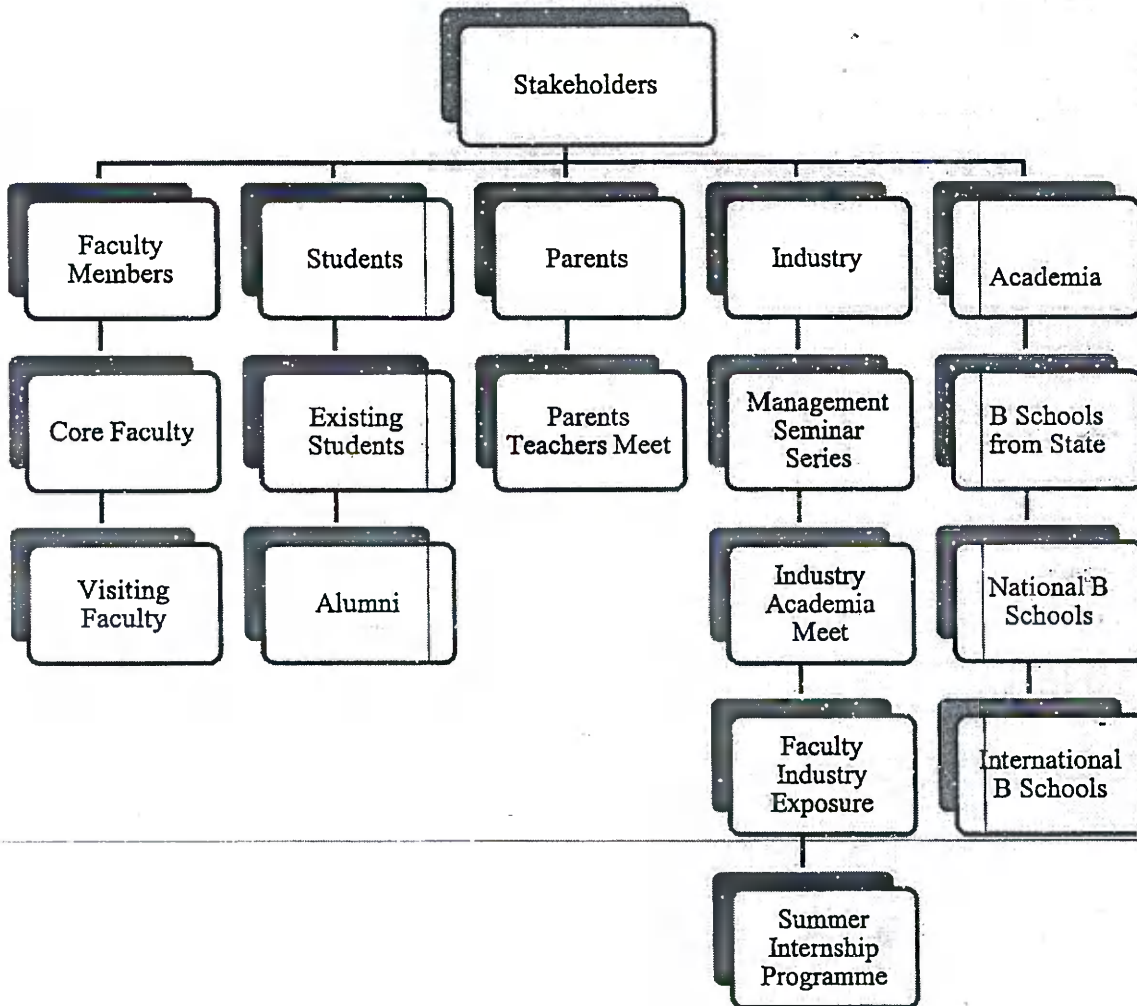 Stakeholders
Faculty
Members
Students
Parents
Industry
Academia
Core Faculty
Existing
Students
Parents
Teachers Meet
Management
Seminar
Series
B Schools
from State
Visiting
Faculty
Alumni
Industry
Academia
Meet
National B
Schools
Faculty
Industry
Exposure
International
B Schools
Summer
Internship
Programme